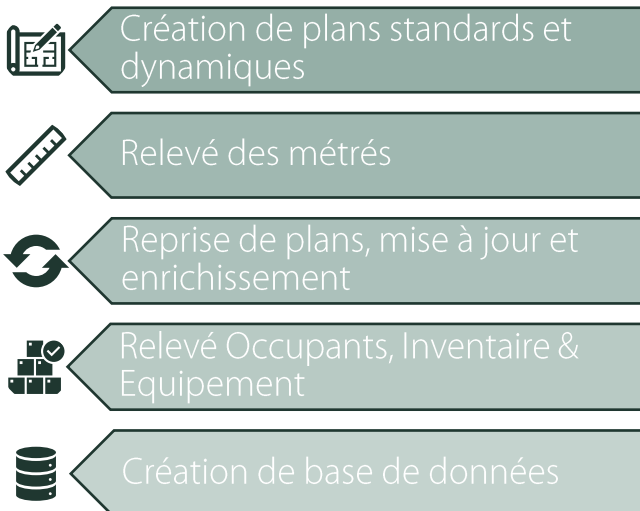 Création de plans standards et
dynamiques
Relevé des métrés
Reprise de plans, mise à jour et
enrichissement
Relevé Occupants, Inventaire &
Equipement
Création de base de données